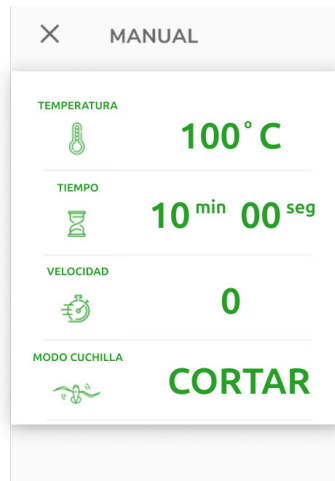 MANUAL
TEMPERATURA
100° C
TIEMPO
10 min 00 seg
VELOCIDAD
0
MODO CUCHILLA
CORTAR